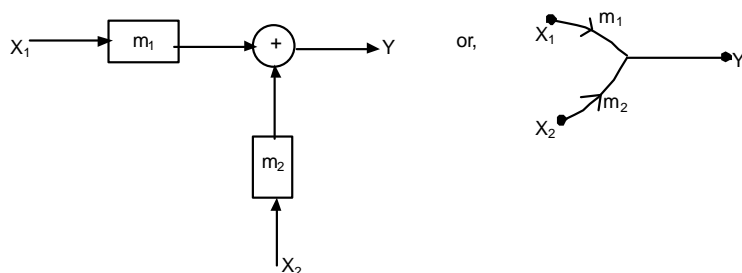 X₁ m₁ + Y or, X₁ m₁ Y
m₂ X₂ m₂
X₂